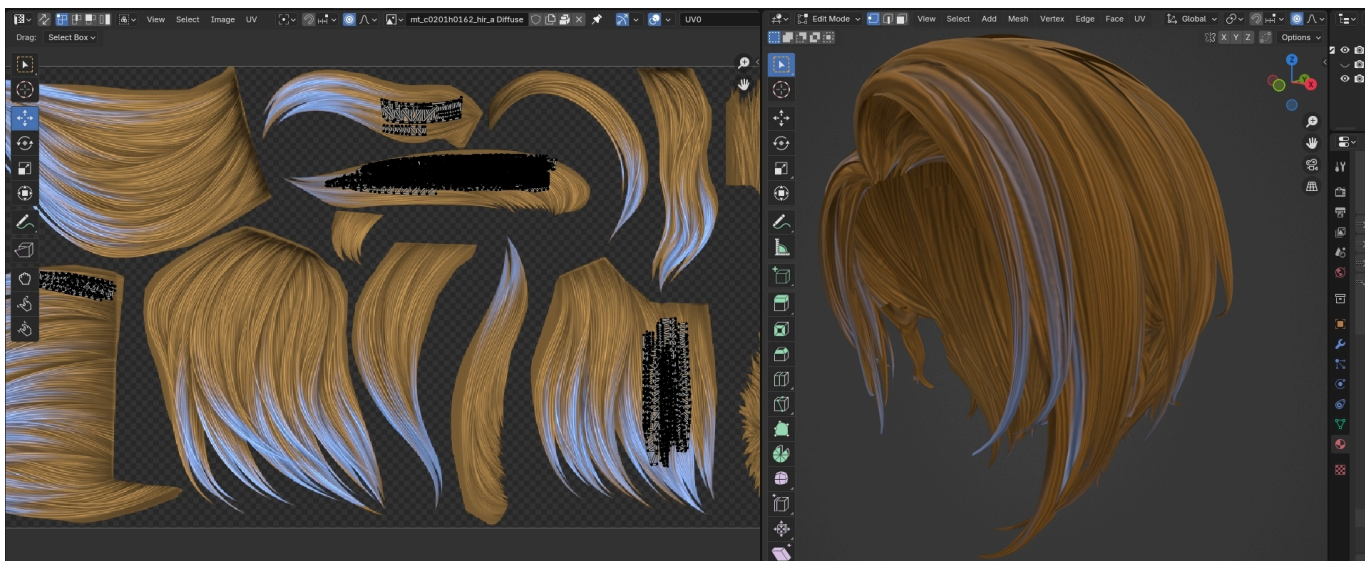 View Select Image UV mt_c0201h0162_hir_a Diffuse UV0
Drag: Select Box
Edit Mode View Select Add Mesh Vertex Edge Face UV Global
X Y Z Options
Z
Y
X